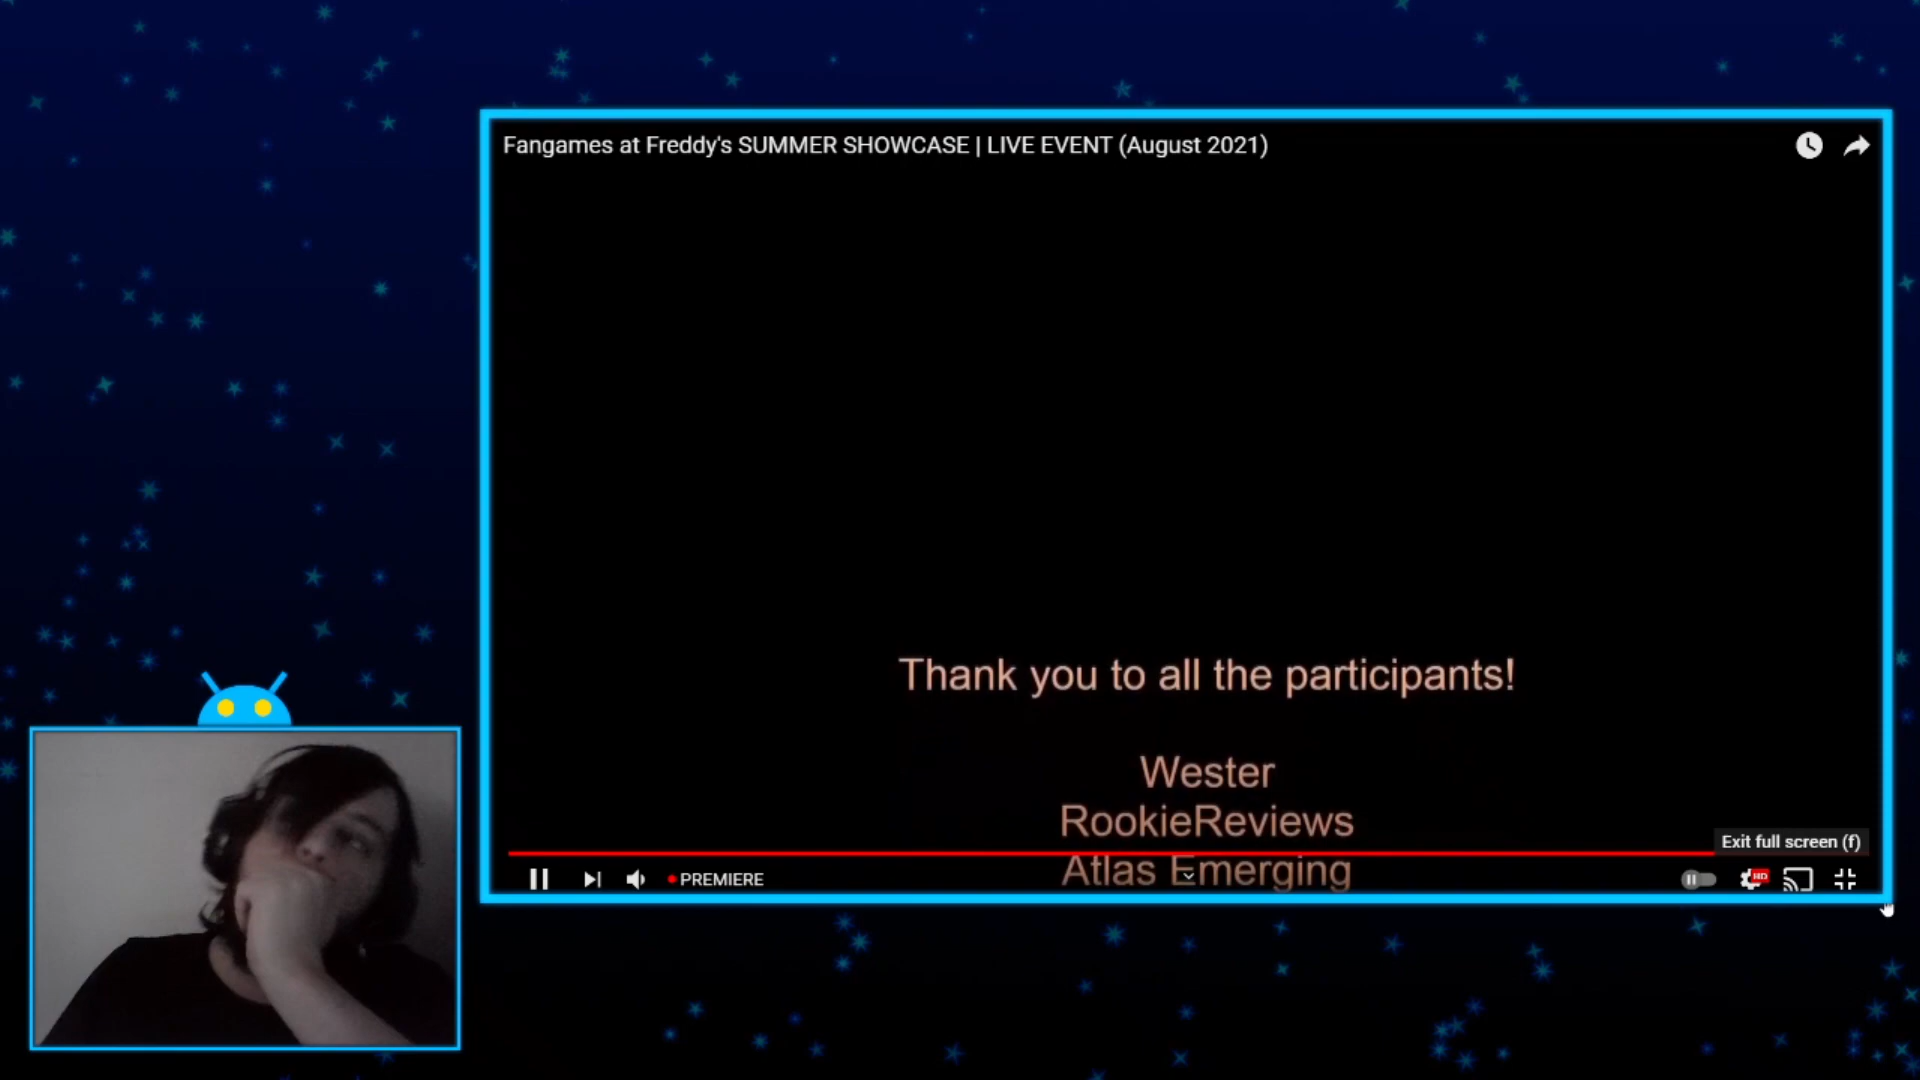 Fangames at Freddy's SUMMER SHOWCASE | LIVE EVENT (August 2021)
Thank you to all the participants!
Wester
RookieReviews
Exit full screen (f)
Atlas Emerging
PREMIERE
HD